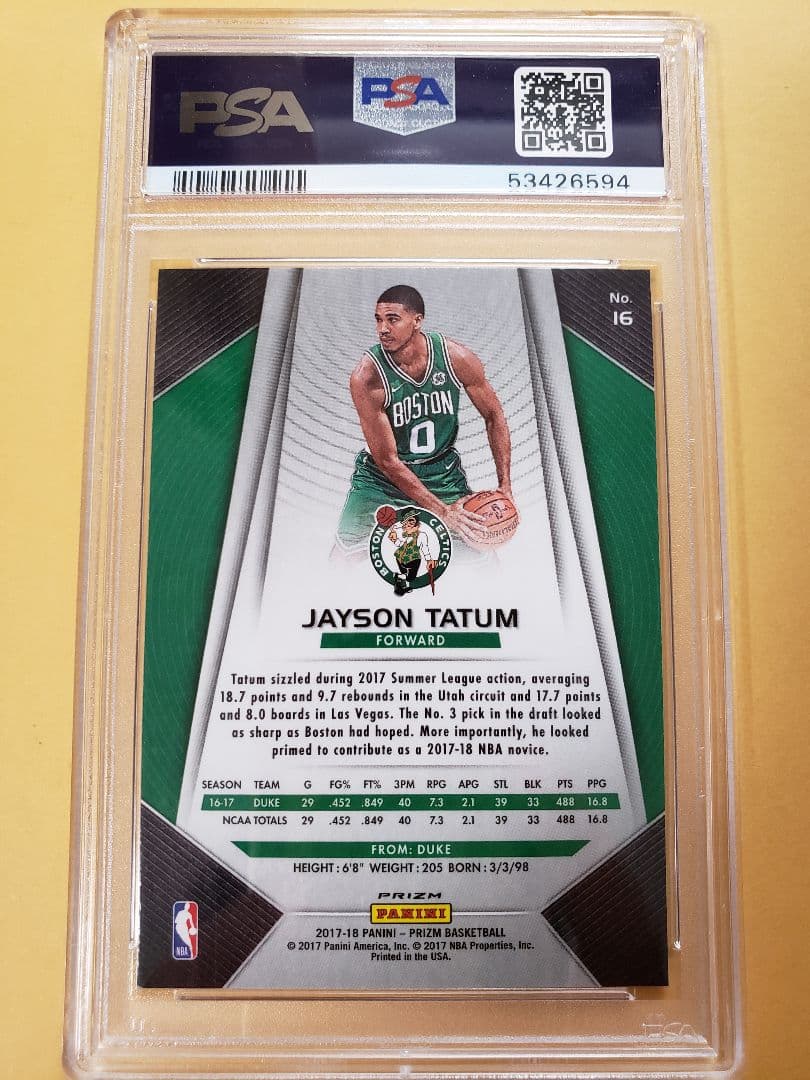 PSA
PSA
53426594
No.
16
BOSTON
0
BOSTON CELTICS
JAYSON TATUM
FORWARD
Tatum sizzled during 2017 Summer League action, averaging
18.7 points and 9.7 rebounds in the Utah circuit and 17.7 points
and 8.0 boards in Las Vegas. The No. 3 pick in the draft looked
as sharp as Boston had hoped. More importantly, he looked
primed to contribute as a 2017-18 NBA novice.
SEASON TEAM G FG% FT% 3PM RPG APG STL BLK PTS PPG
16-17 DUKE 29 .452 .849 40 7.3 2.1 39 33 488 16.8
NCAA TOTALS 29 .452 .849 40 7.3 2.1 39 33 488 16.8
FROM: DUKE
HEIGHT: 6'8" WEIGHT: 205 BORN: 3/3/98
PRIZM
PANINI
NBA
2017-18 PANINI – PRIZM BASKETBALL
© 2017 Panini America, Inc. © 2017 NBA Properties, Inc.
Printed in the USA.
PSA